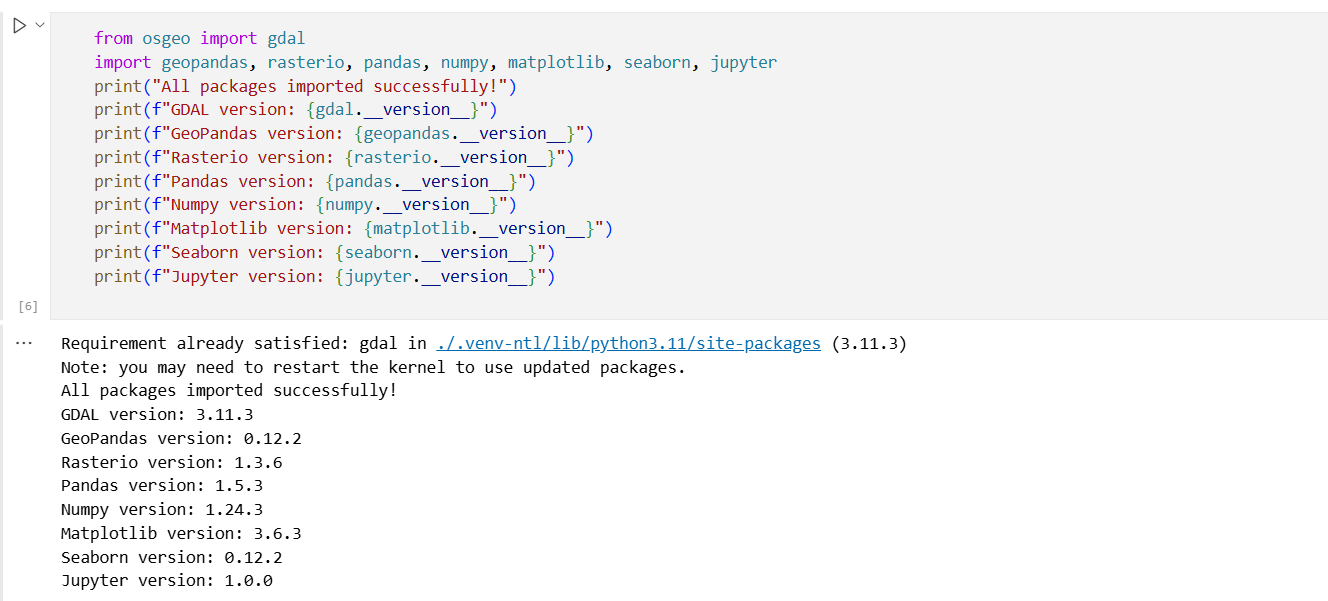 from osgeo import gdal
import geopandas, rasterio, pandas, numpy, matplotlib, seaborn, jupyter
print("All packages imported successfully!")
print(f"GDAL version: {gdal.__version__}")
print(f"GeoPandas version: {geopandas.__version__}")
print(f"Rasterio version: {rasterio.__version__}")
print(f"Pandas version: {pandas.__version__}")
print(f"Numpy version: {numpy.__version__}")
print(f"Matplotlib version: {matplotlib.__version__}")
print(f"Seaborn version: {seaborn.__version__}")
print(f"Jupyter version: {jupyter.__version__}")
[6]
... Requirement already satisfied: gdal in ./.venv-ntl/lib/python3.11/site-packages (3.11.3)
Note: you may need to restart the kernel to use updated packages.
All packages imported successfully!
GDAL version: 3.11.3
GeoPandas version: 0.12.2
Rasterio version: 1.3.6
Pandas version: 1.5.3
Numpy version: 1.24.3
Matplotlib version: 3.6.3
Seaborn version: 0.12.2
Jupyter version: 1.0.0